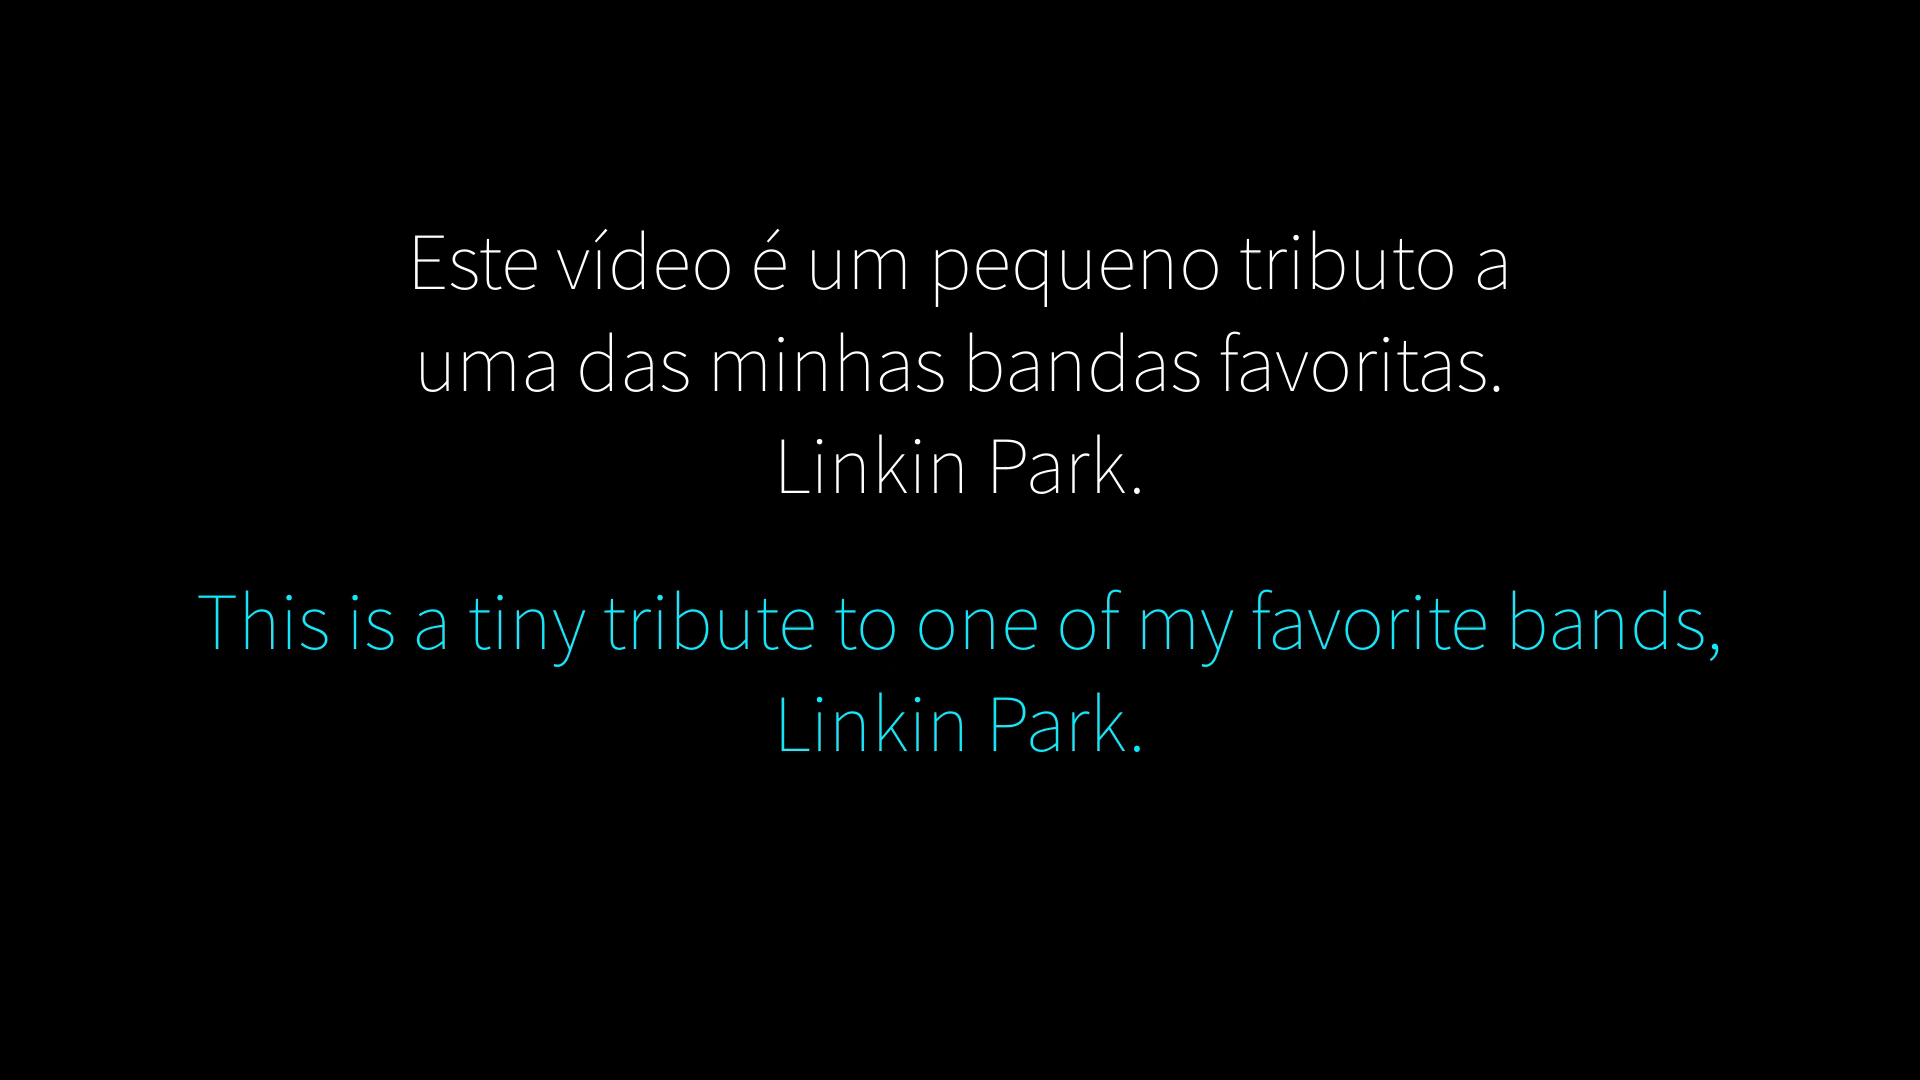 Este vídeo é um pequeno tributo a
uma das minhas bandas favoritas.
Linkin Park.
This is a tiny tribute to one of my favorite bands,
Linkin Park.